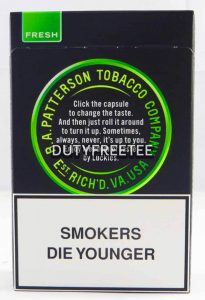 FRESH
R.A. PATTERSON TOBACCO COMPANY
EST. RICH'D. VA. USA
Click the capsule
to change the taste.
And then just roll it around
to turn it up. Sometimes,
always, never, it's up to you.
DUTYFREETEE
by Luckies.
SMOKERS
DIE YOUNGER